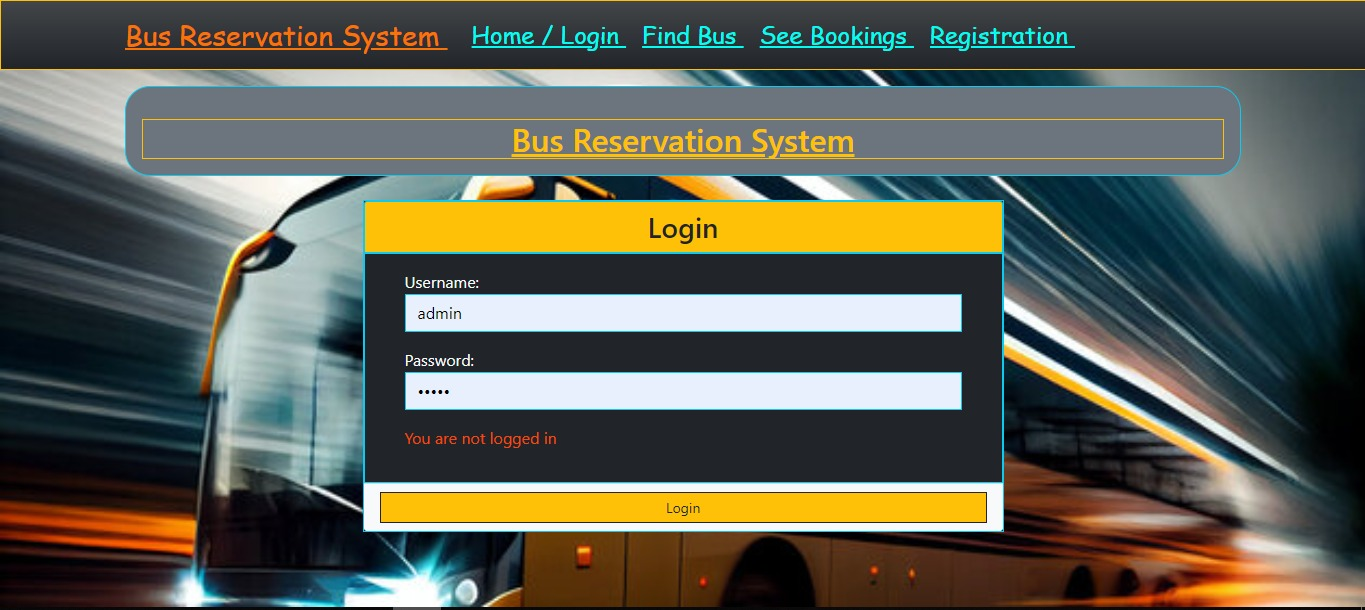 Bus Reservation System Home / Login Find Bus See Bookings Registration
Bus Reservation System
Login
Username:
admin
Password:
•••••
You are not logged in
Login